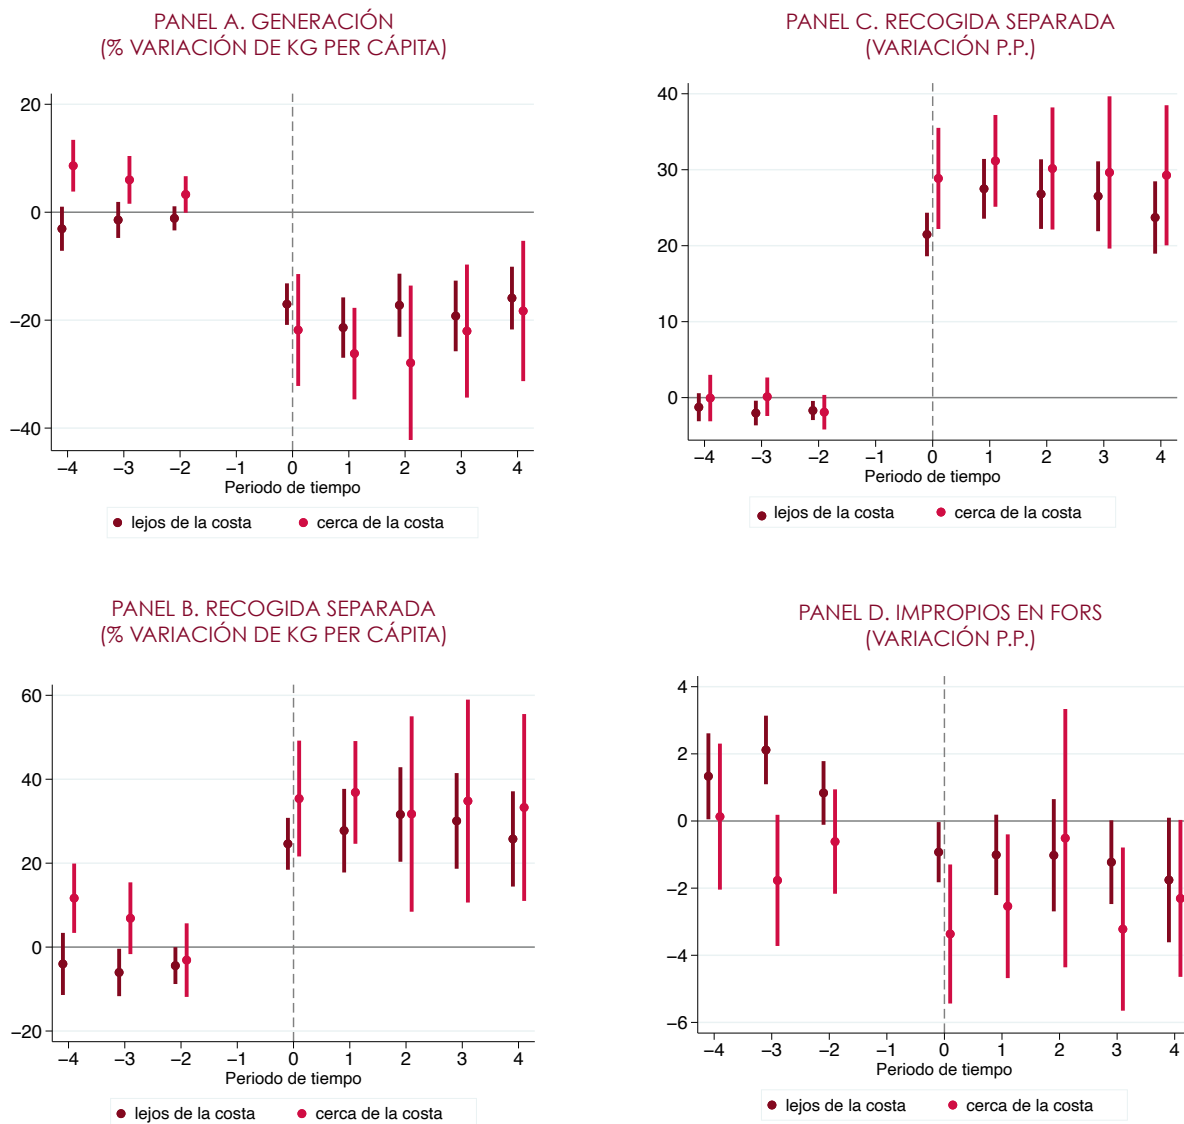 PANEL A. GENERACIÓN
(% VARIACIÓN DE KG PER CÁPITA)
20
0
−20
−40
−4 −3 −2 −1 0 1 2 3 4
Periodo de tiempo
lejos de la costa cerca de la costa
PANEL C. RECOGIDA SEPARADA
(VARIACIÓN P.P.)
40
30
20
10
0
−4 −3 −2 −1 0 1 2 3 4
Periodo de tiempo
lejos de la costa cerca de la costa
PANEL B. RECOGIDA SEPARADA
(% VARIACIÓN DE KG PER CÁPITA)
60
40
20
0
−20
−4 −3 −2 −1 0 1 2 3 4
Periodo de tiempo
lejos de la costa cerca de la costa
PANEL D. IMPROPIOS EN FORS
(VARIACIÓN P.P.)
4
2
0
−2
−4
−6
−4 −3 −2 −1 0 1 2 3 4
Periodo de tiempo
lejos de la costa cerca de la costa